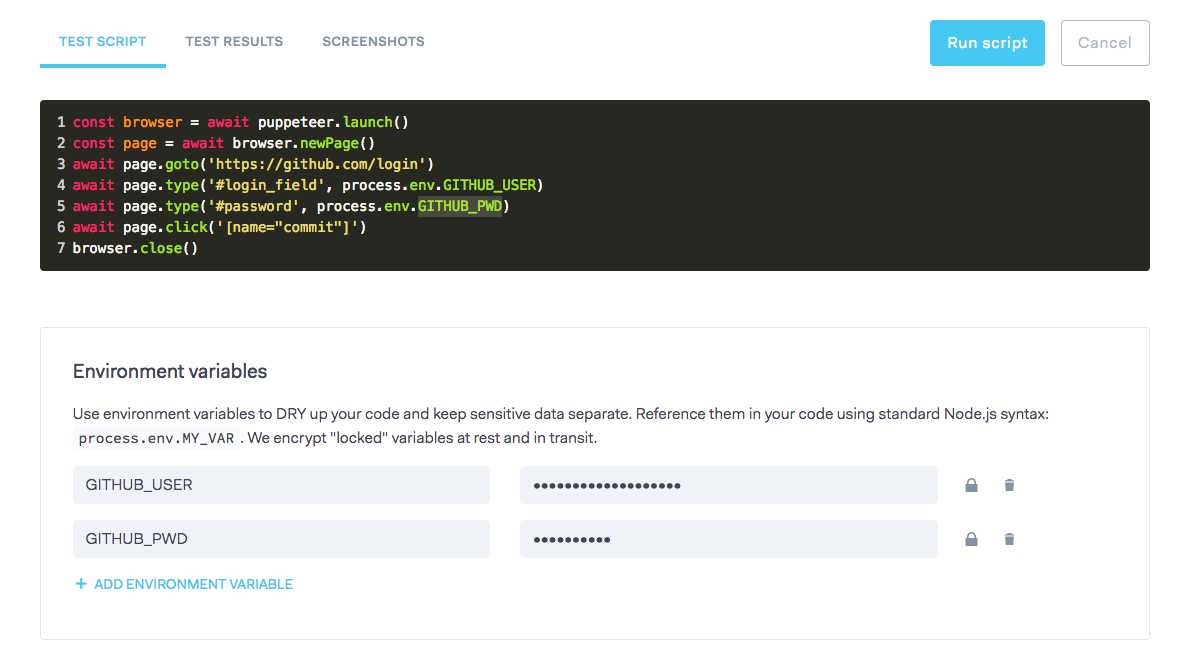 TEST SCRIPT TEST RESULTS SCREENSHOTS Run script Cancel
1 const browser = await puppeteer.launch()
2 const page = await browser.newPage()
3 await page.goto('https://github.com/login')
4 await page.type('#login_field', process.env.GITHUB_USER)
5 await page.type('#password', process.env.GITHUB_PWD)
6 await page.click('[name="commit"]')
7 browser.close()
Environment variables
Use environment variables to DRY up your code and keep sensitive data separate. Reference them in your code using standard Node.js syntax:
process.env.MY_VAR . We encrypt "locked" variables at rest and in transit.
GITHUB_USER •••••••••••••••••••
GITHUB_PWD ••••••••••
+ ADD ENVIRONMENT VARIABLE